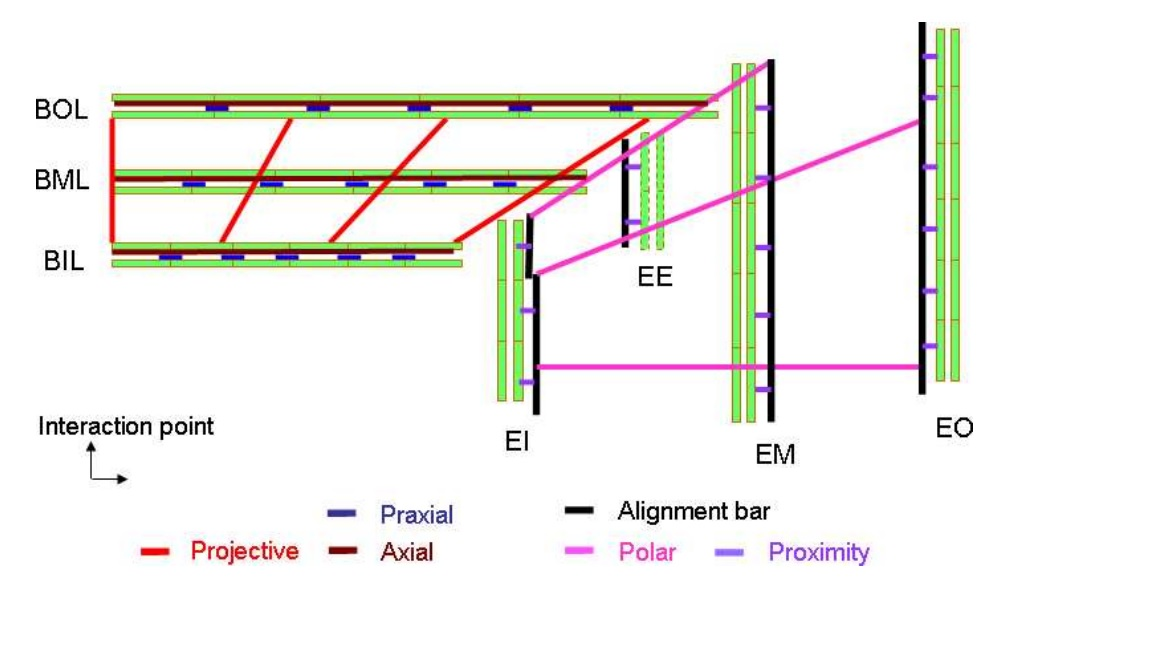 BOL
BML
BIL
EE
Interaction point
EI
EM
EO
Praxial
Alignment bar
Projective
Axial
Polar
Proximity